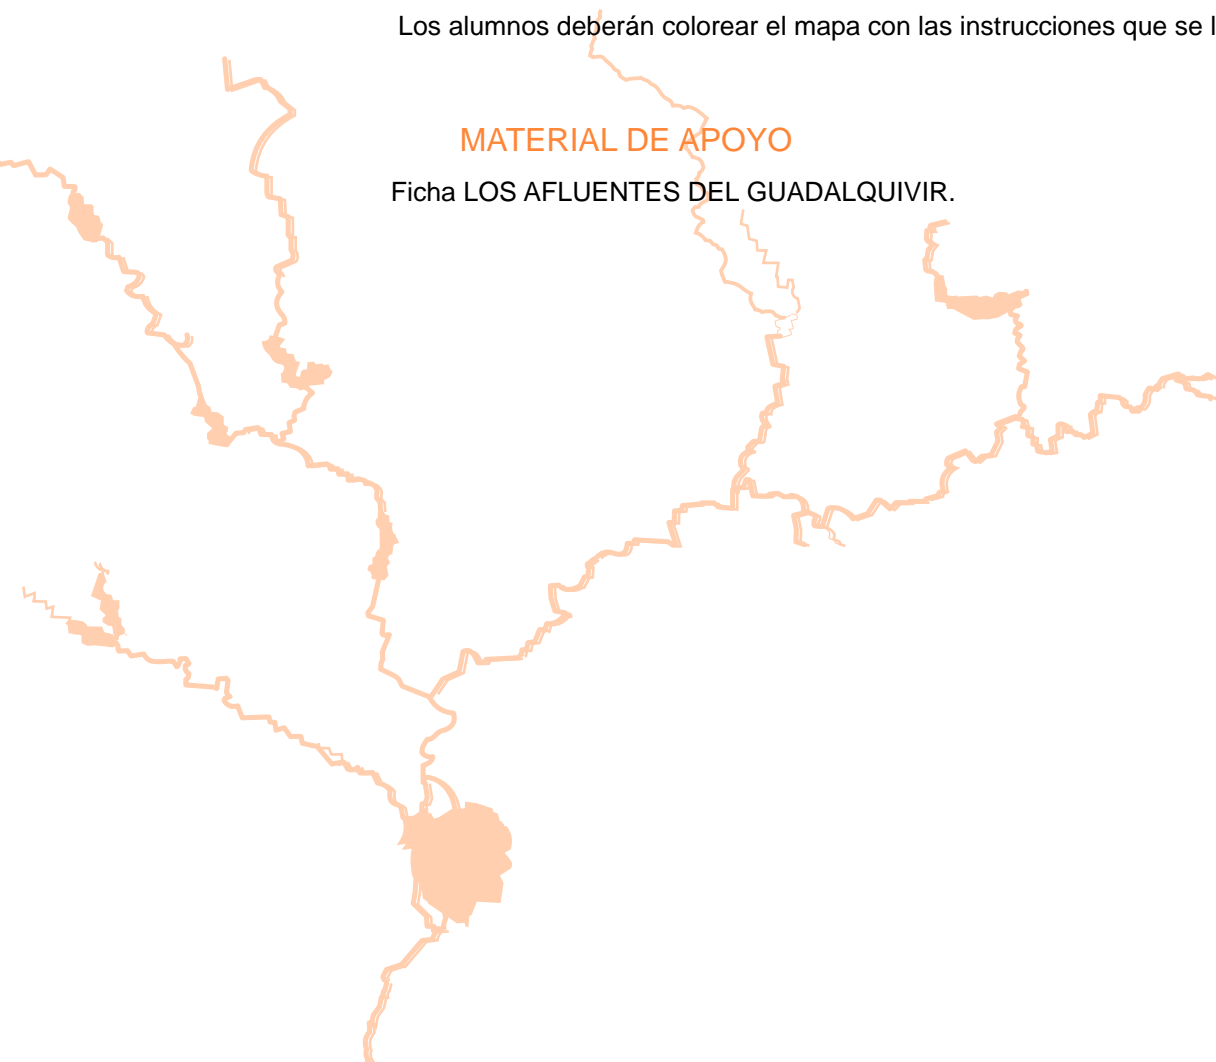 Los alumnos deberán colorear el mapa con las instrucciones que se l
MATERIAL DE APOYO
Ficha LOS AFLUENTES DEL GUADALQUIVIR.